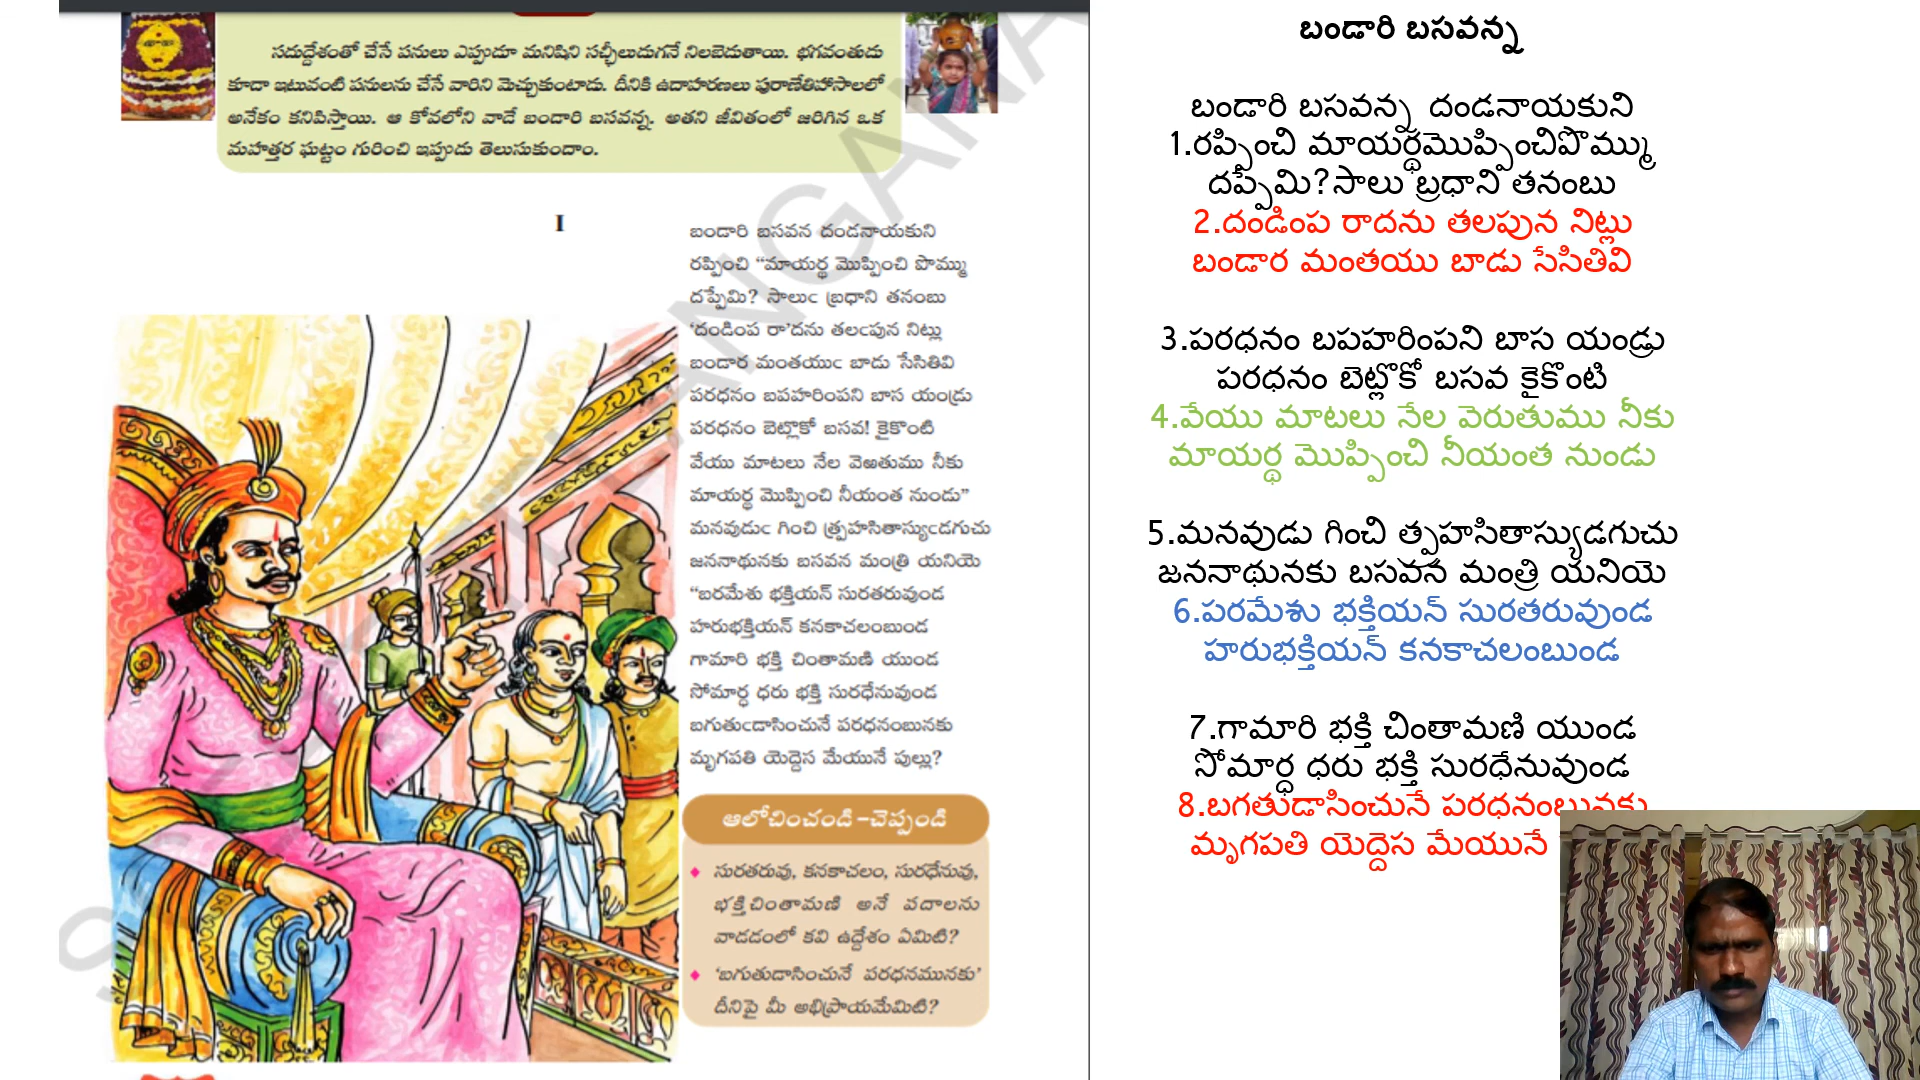 సదుద్దేశంతో చేసే పనులు ఎప్పుడూ మనిషిని సచ్ఛీలుడుగనే నిలబెడుతాయి. భగవంతుడు
కూడా ఇటువంటి పనులను చేసే వారిని మెచ్చుకుంటాడు. దీనికి ఉదాహరణలు పురాణేతిహాసాలలో
అనేకం కనిపిస్తాయి. ఆ కోవలోని వాడే బండారి బసవన్న. అతని జీవితంలో జరిగిన ఒక
మహత్తర ఘట్టం గురించి ఇప్పుడు తెలుసుకుందాం.
I
బండారి బసవన దండనాయకుని
రప్పించి “మాయర్థ మొప్పించి పొమ్ము
దప్పేమి? సాలుఁ బ్రధాని తనంబు
‘దండింప రా’దను తలఁపున నిట్లు
బండార మంతయుఁ బాడు సేసితివి
పరధనం బపహరింపని బాస యండ్రు
పరధనం బెట్లొకో బసవ! కైకొంటి
వేయు మాటలు నేల వెఱతుము నీకు
మాయర్థ మొప్పించి నీయంత నుండు”
మనవుడుఁ గించి త్ప్రహసితాస్యుఁడగుచు
జననాథునకు బసవన మంత్రి యనియె
“బరమేశు భక్తియన్ సురతరువుండ
హరుభక్తియన్ కనకాచలంబుండ
గామారి భక్తి చింతామణి యుండ
సోమార్ధ ధరు భక్తి సురధేనువుండ
బగుతుఁడాసించునే పరధనంబునకు
మృగపతి యెద్దెస మేయునే పుల్లు?
ఆలోచించండి-చెప్పండి
♦ సురతరువు, కనకాచలం, సురధేనువు,
భక్తిచింతామణి అనే పదాలను
వాడడంలో కవి ఉద్దేశం ఏమిటి?
♦ ‘బగుతుడాసించునే పరధనమునకు’
దీనిపై మీ అభిప్రాయమేమిటి?
బండారి బసవన్న
బండారి బసవన్న దండనాయకుని
1.రప్పించి మాయర్థమొప్పించిపొమ్ము
దప్పేమి?సాలు బ్రధాని తనంబు
2.దండింప రాదను తలపున నిట్లు
బండార మంతయు బాడు సేసితివి
3.పరధనం బపహరింపని బాస యండ్రు
పరధనం బెట్లొకో బసవ కైకొంటి
4.వేయు మాటలు నేల వెరుతుము నీకు
మాయర్థ మొప్పించి నీయంత నుండు
5.మనవుడు గించి త్ప్రహసితాస్యుడగుచు
జననాథునకు బసవన మంత్రి యనియె
6.పరమేశు భక్తియన్ సురతరువుండ
హరుభక్తియన్ కనకాచలంబుండ
7.గామారి భక్తి చింతామణి యుండ
సోమార్ధ ధరు భక్తి సురధేనువుండ
8.బగతుడాసించునే పరధనంబునకు
మృగపతి యెద్దెస మేయునే